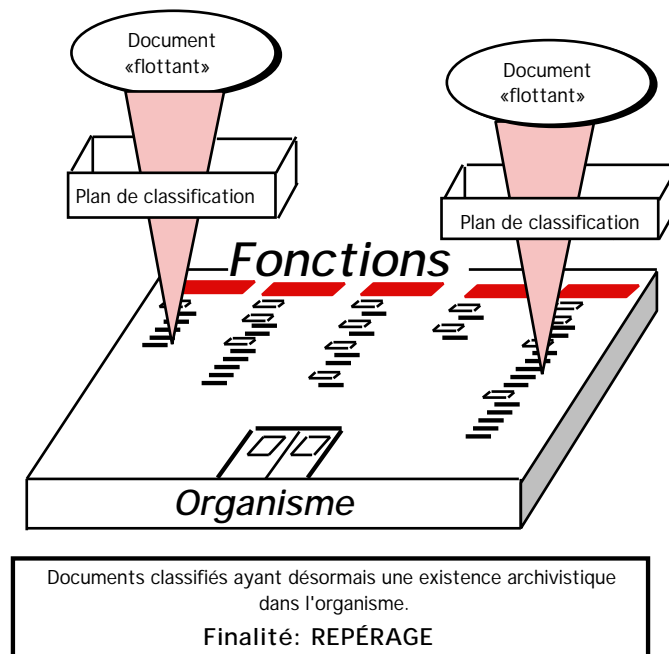 Document
«flottant»
Document
«flottant»
Plan de classification
Plan de classification
Fonctions
Organisme
Documents classifiés ayant désormais une existence archivistique
dans l'organisme.
Finalité: REPÉRAGE